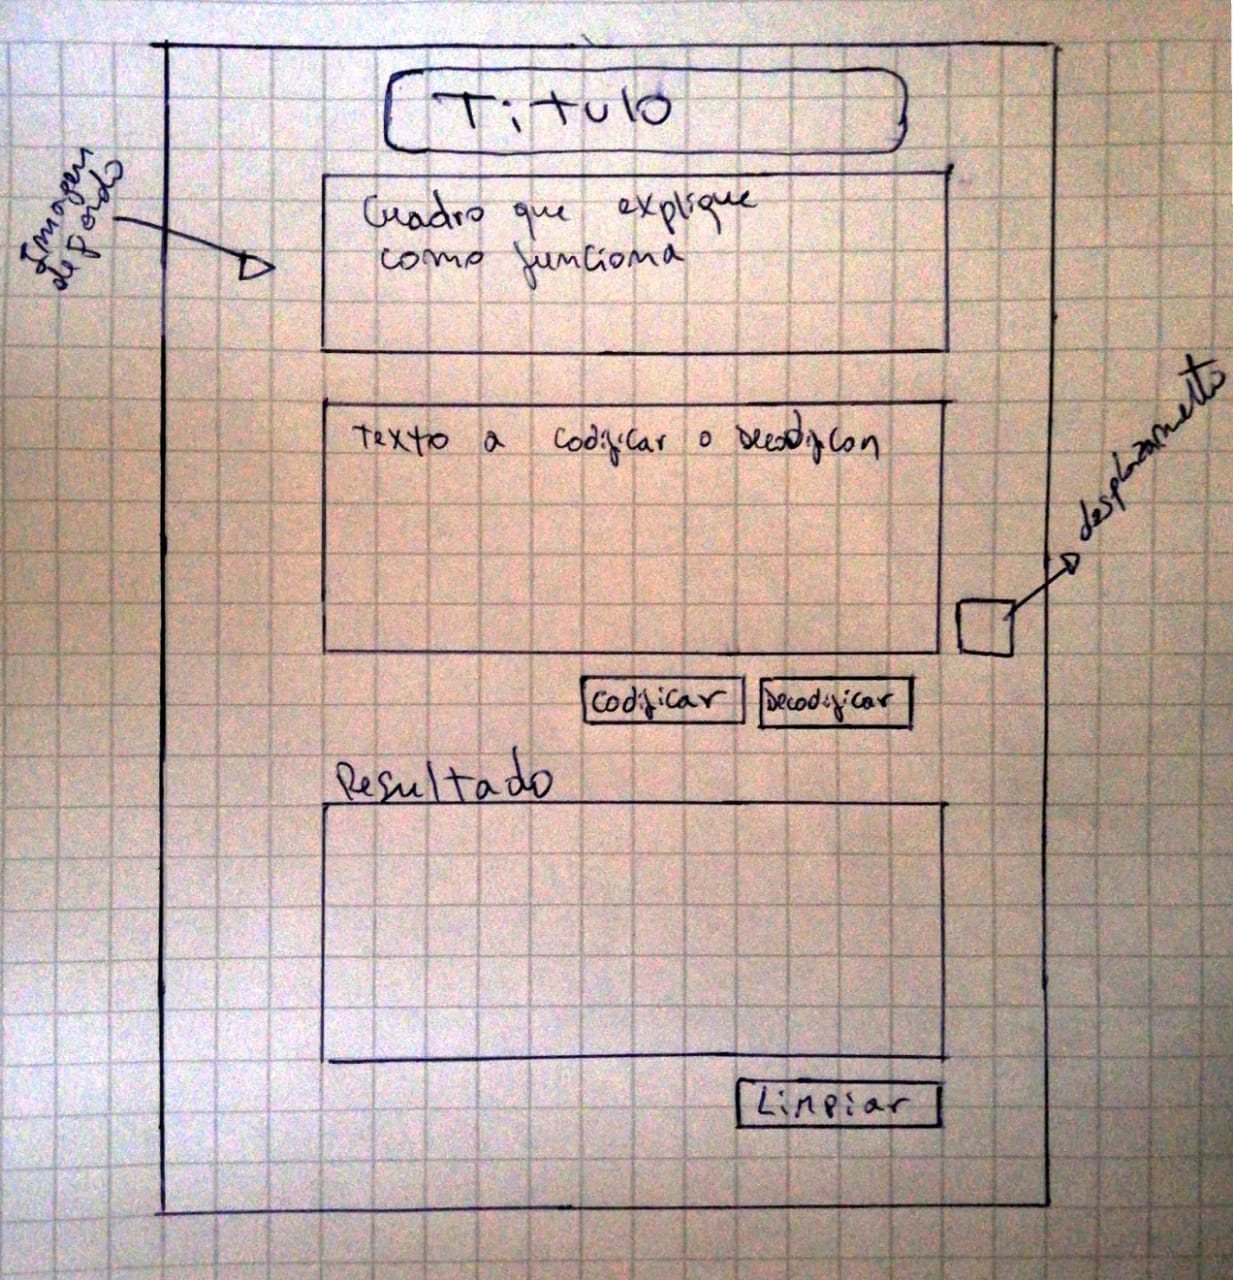 Titulo
Imagen
de fondo
Cuadro que explique
como funciona
Texto a codificar o Decodificar
desplazamiento
Codificar
Decodificar
Resultado
Limpiar